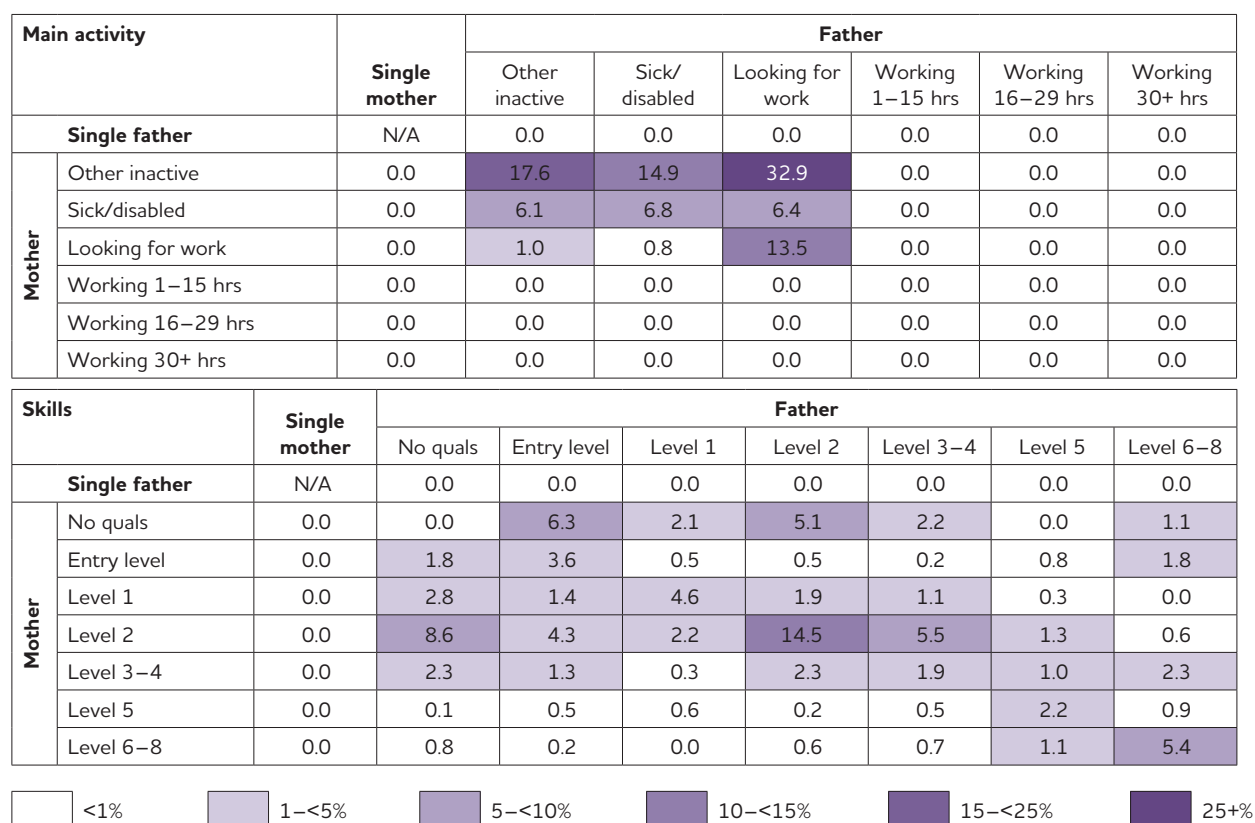 Main activity
Single mother
Father
Other inactive
Sick/ disabled
Looking for work
Working 1–15 hrs
Working 16–29 hrs
Working 30+ hrs
Single father N/A 0.0 0.0 0.0 0.0 0.0 0.0
Mother
Other inactive 0.0 17.6 14.9 32.9 0.0 0.0 0.0
Sick/disabled 0.0 6.1 6.8 6.4 0.0 0.0 0.0
Looking for work 0.0 1.0 0.8 13.5 0.0 0.0 0.0
Working 1–15 hrs 0.0 0.0 0.0 0.0 0.0 0.0 0.0
Working 16–29 hrs 0.0 0.0 0.0 0.0 0.0 0.0 0.0
Working 30+ hrs 0.0 0.0 0.0 0.0 0.0 0.0 0.0
Skills
Single mother
Father
No quals Entry level Level 1 Level 2 Level 3–4 Level 5 Level 6–8
Single father N/A 0.0 0.0 0.0 0.0 0.0 0.0 0.0
Mother
No quals 0.0 0.0 6.3 2.1 5.1 2.2 0.0 1.1
Entry level 0.0 1.8 3.6 0.5 0.5 0.2 0.8 1.8
Level 1 0.0 2.8 1.4 4.6 1.9 1.1 0.3 0.0
Level 2 0.0 8.6 4.3 2.2 14.5 5.5 1.3 0.6
Level 3–4 0.0 2.3 1.3 0.3 2.3 1.9 1.0 2.3
Level 5 0.0 0.1 0.5 0.6 0.2 0.5 2.2 0.9
Level 6–8 0.0 0.8 0.2 0.0 0.6 0.7 1.1 5.4
<1% 1–<5% 5–<10% 10–<15% 15–<25% 25+%